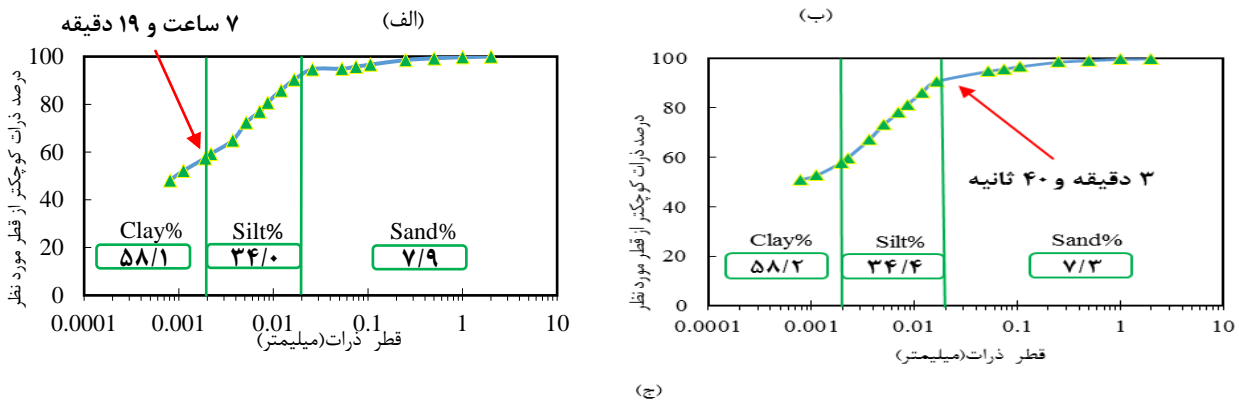 (الف)
۷ ساعت و ۱۹ دقیقه
درصد ذرات کوچکتر از قطر مورد نظر
100
80
60
40
20
0
Clay% Silt% Sand%
۵۸/۱ ۳۴/۰ ۷/۹
0.0001 0.001 0.01 0.1 1 10
قطر ذرات(میلیمتر)
(ب)
درصد ذرات کوچکتر از قطر مورد نظر
100
80
60
40
20
0
۳ دقیقه و ۴۰ ثانیه
Clay% Silt% Sand%
۵۸/۲ ۳۴/۴ ۷/۳
0.0001 0.001 0.01 0.1 1 10
قطر ذرات(میلیمتر)
(ج)